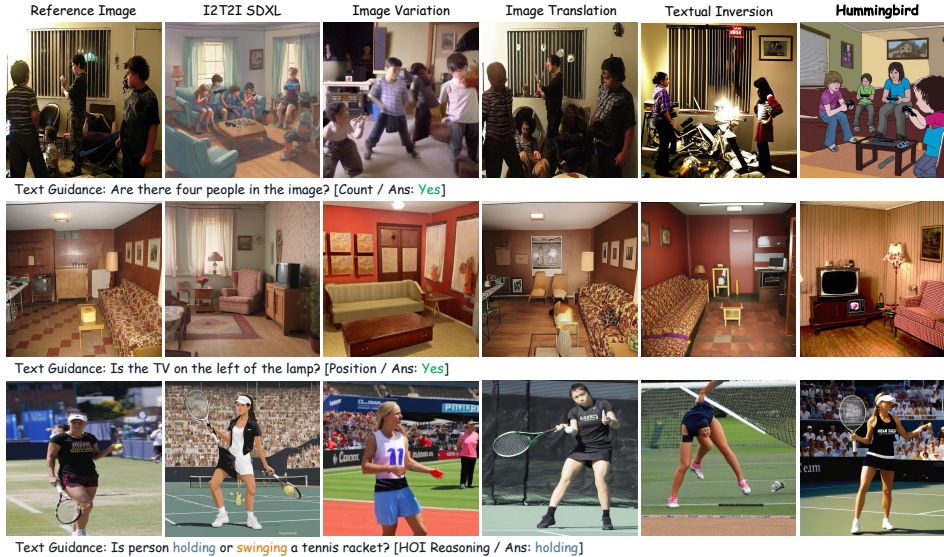 Reference Image I2T2I SDXL Image Variation Image Translation Textual Inversion Hummingbird
Text Guidance: Are there four people in the image? [Count / Ans: Yes]
Text Guidance: Is the TV on the left of the lamp? [Position / Ans: Yes]
11
Text Guidance: Is person holding or swinging a tennis racket? [HOI Reasoning / Ans: holding]